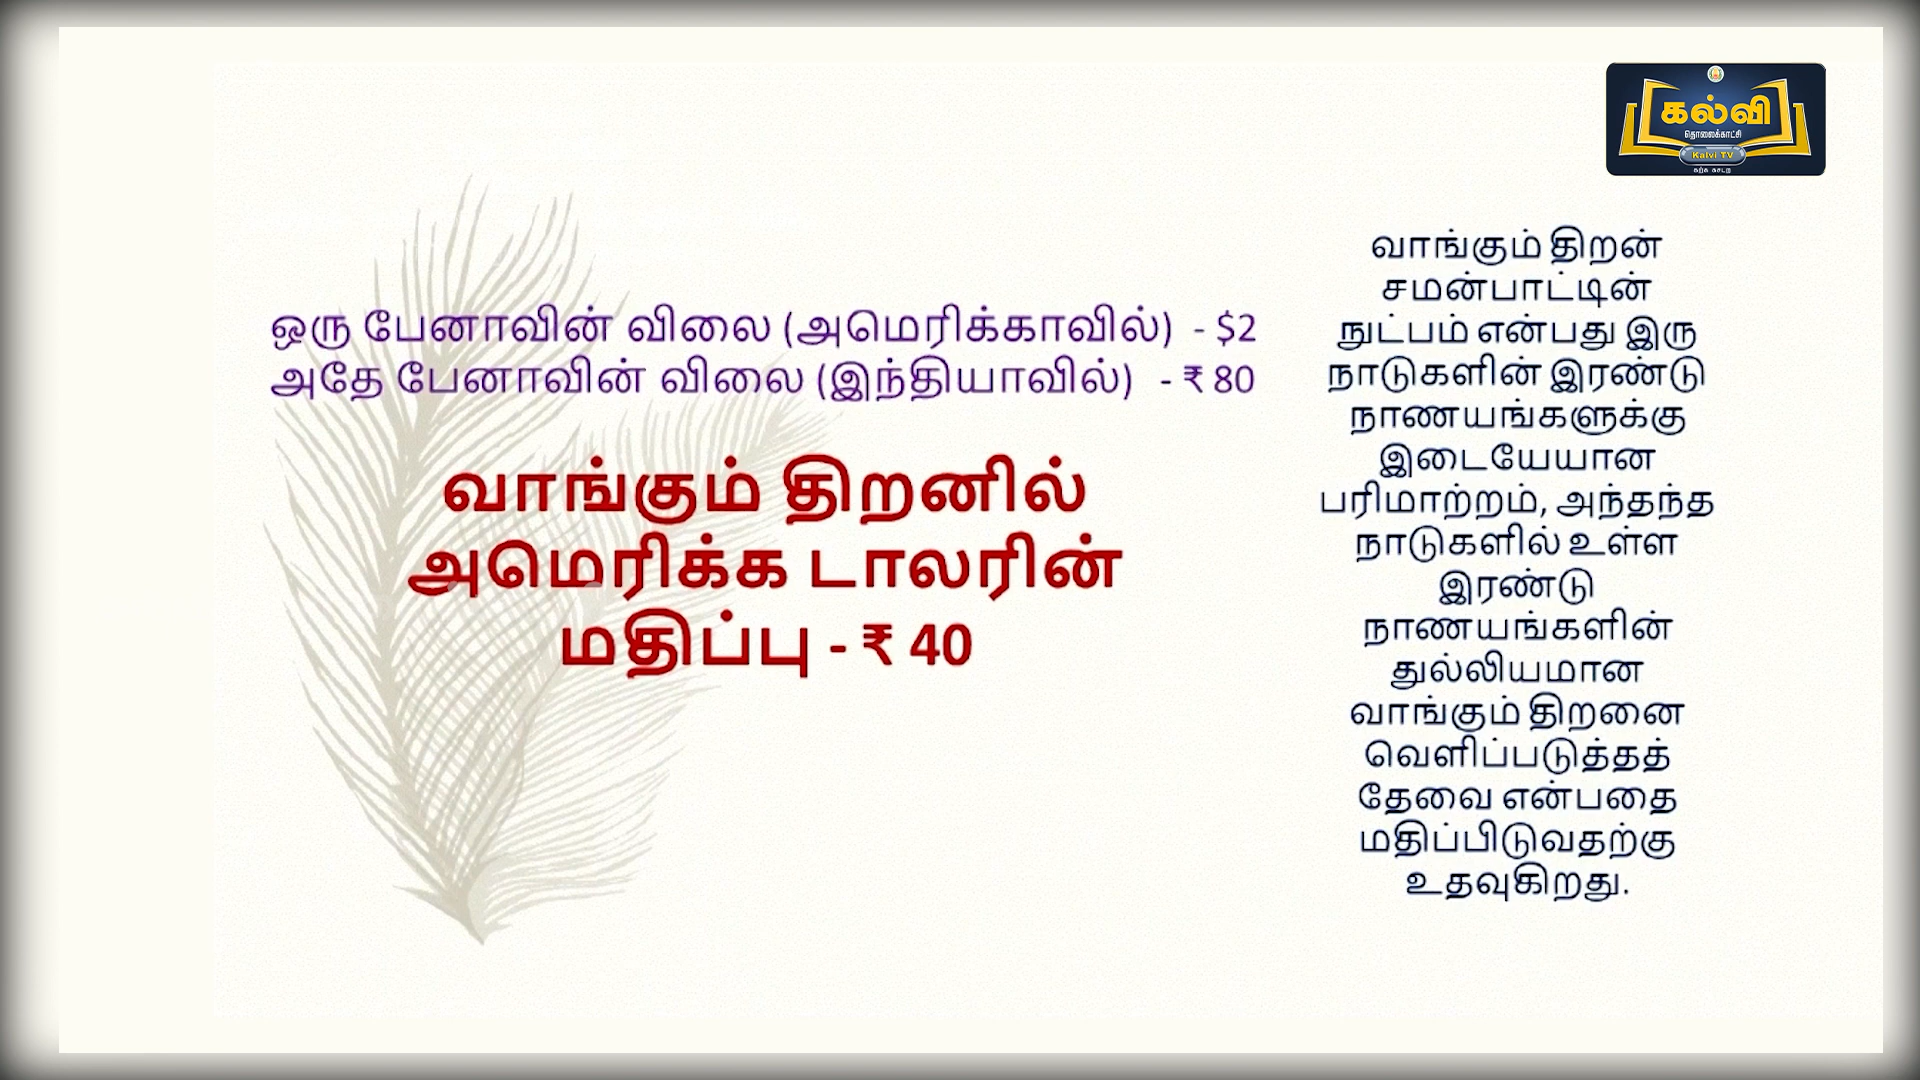 கல்வி
தொலைக்காட்சி
Kalvi TV
கற்க கசடற
ஒரு பேனாவின் விலை (அமெரிக்காவில்) - $2
அதே பேனாவின் விலை (இந்தியாவில்) - ₹ 80
வாங்கும் திறனில்
அமெரிக்க டாலரின்
மதிப்பு - ₹ 40
வாங்கும் திறன்
சமன்பாட்டின்
நுட்பம் என்பது இரு
நாடுகளின் இரண்டு
நாணயங்களுக்கு
இடையேயான
பரிமாற்றம், அந்தந்த
நாடுகளில் உள்ள
இரண்டு
நாணயங்களின்
துல்லியமான
வாங்கும் திறனை
வெளிப்படுத்தத்
தேவை என்பதை
மதிப்பிடுவதற்கு
உதவுகிறது.